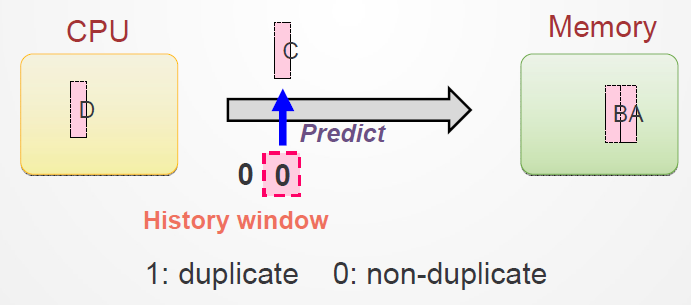 CPU
Memory
C
D
BA
Predict
0 0
History window
1: duplicate 0: non-duplicate